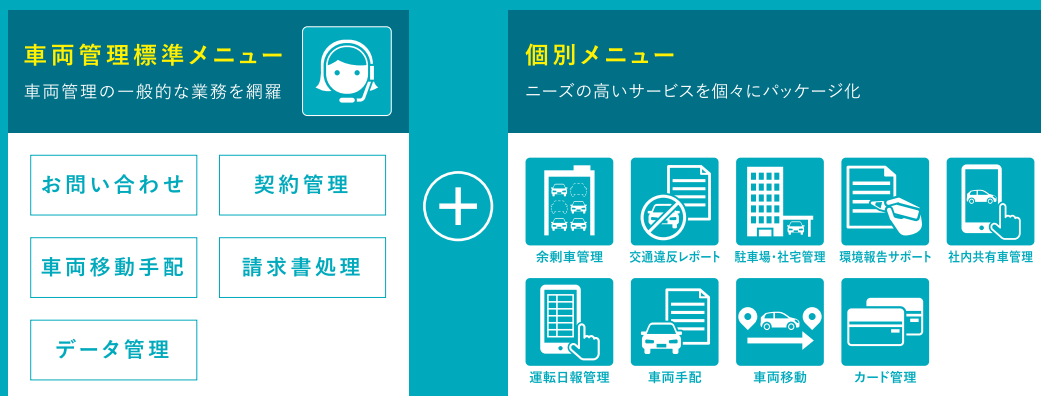 車両管理標準メニュー
車両管理の一般的な業務を網羅
お問い合わせ
契約管理
車両移動手配
請求書処理
データ管理
個別メニュー
ニーズの高いサービスを個々にパッケージ化
余剰車管理
交通違反レポート
駐車場・社宅管理
環境報告サポート
社内共有車管理
運転日報管理
車両手配
車両移動
カード管理